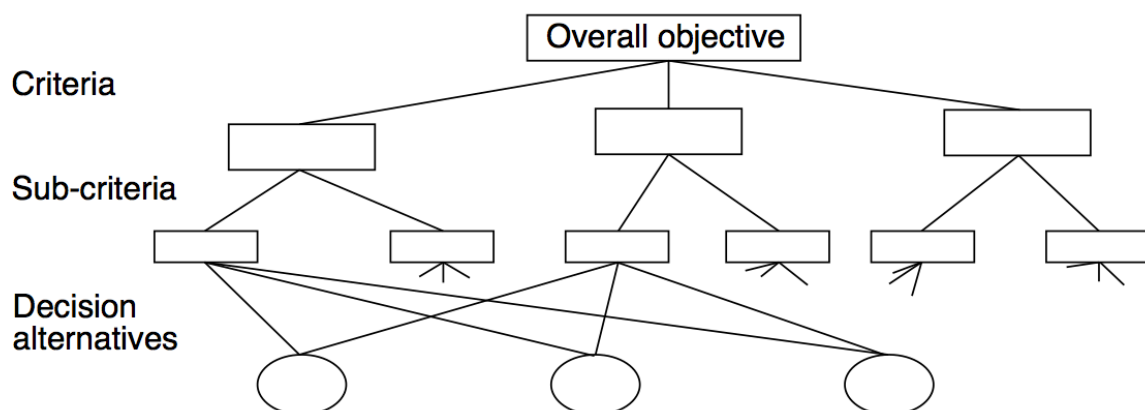 Overall objective
Criteria
Sub-criteria
Decision
alternatives